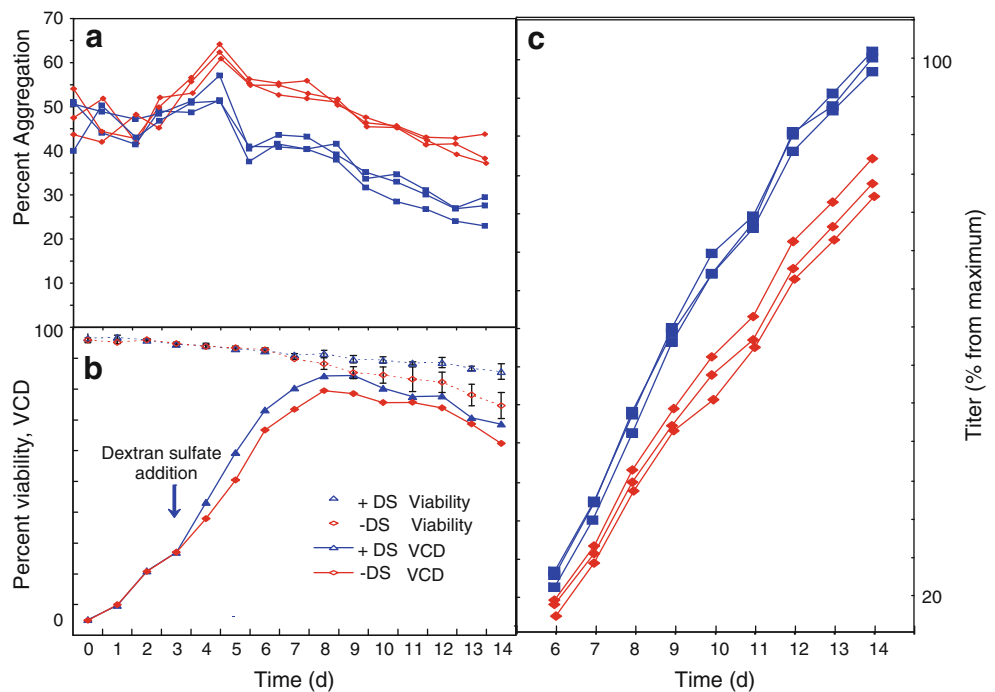 a
Percent Aggregation
70
60
50
40
30
20
10
0
b
Percent viability, VCD
100
0
Dextran sulfate
addition
+ DS Viability
-DS Viability
+ DS VCD
-DS VCD
0 1 2 3 4 5 6 7 8 9 10 11 12 13 14
Time (d)
c
100
20
Titer (% from maximum)
6 7 8 9 10 11 12 13 14
Time (d)